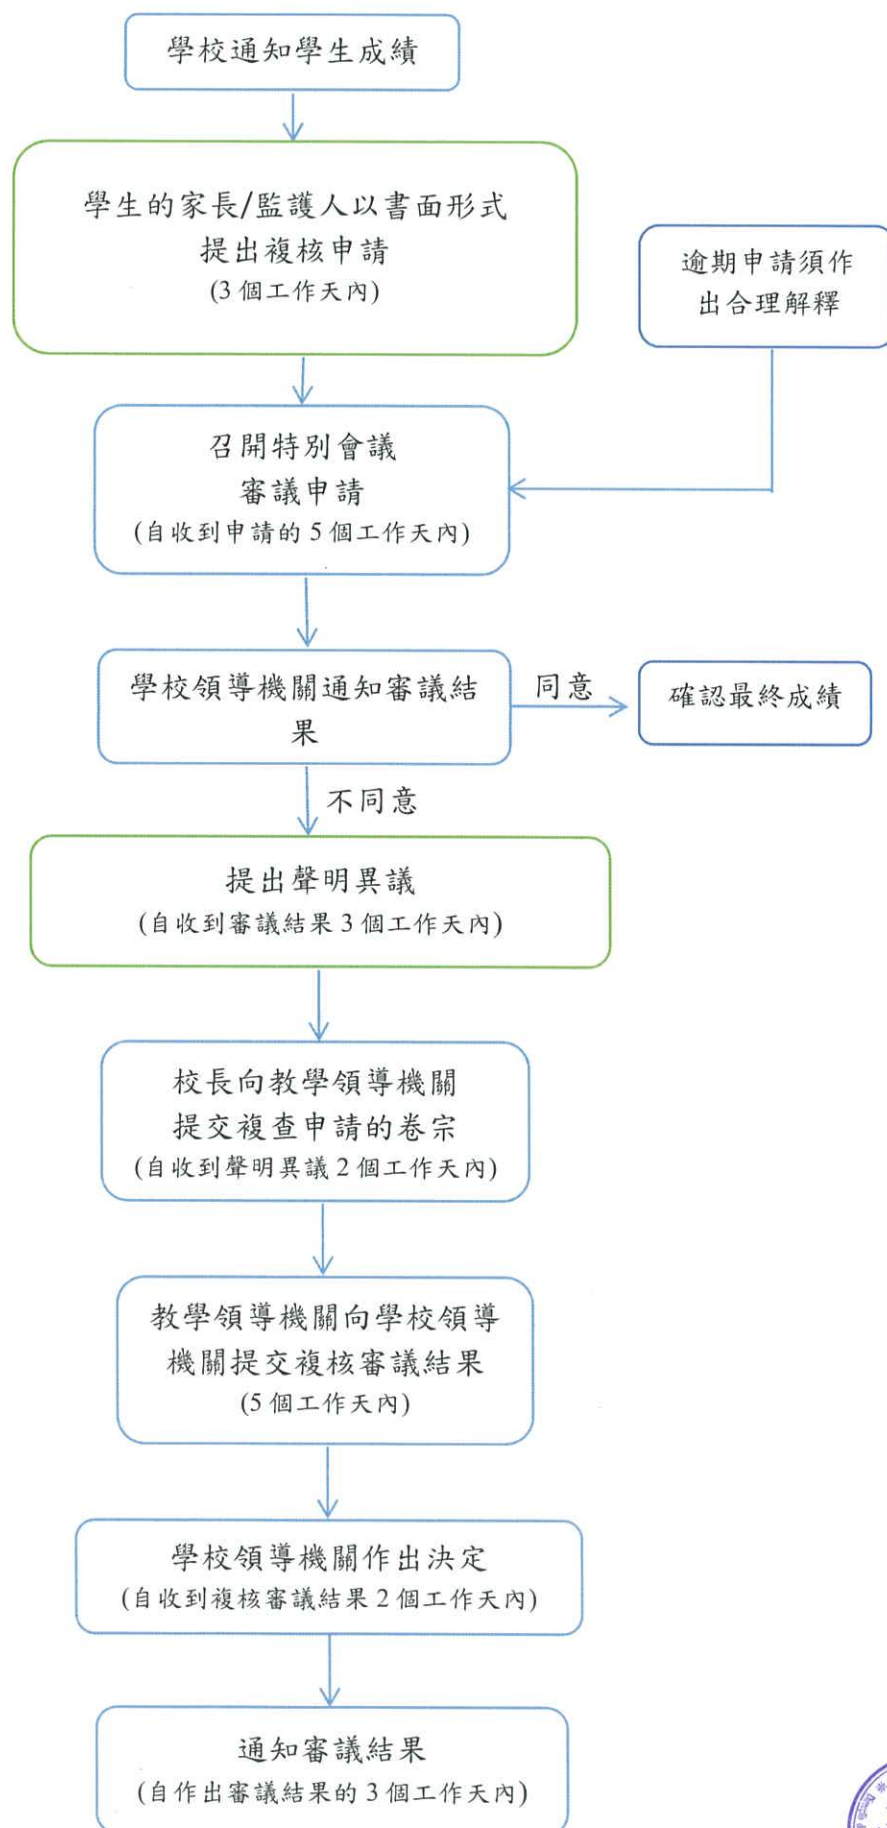 學校通知學生成績
學生的家長/監護人以書面形式
提出複核申請
(3 個工作天內)
逾期申請須作
出合理解釋
召開特別會議
審議申請
(自收到申請的 5 個工作天內)
學校領導機關通知審議結
果
同意
確認最終成績
不同意
提出聲明異議
(自收到審議結果 3 個工作天內)
校長向教學領導機關
提交複查申請的卷宗
(自收到聲明異議 2 個工作天內)
教學領導機關向學校領導
機關提交複核審議結果
(5 個工作天內)
學校領導機關作出決定
(自收到複核審議結果 2 個工作天內)
通知審議結果
(自作出審議結果的 3 個工作天內)